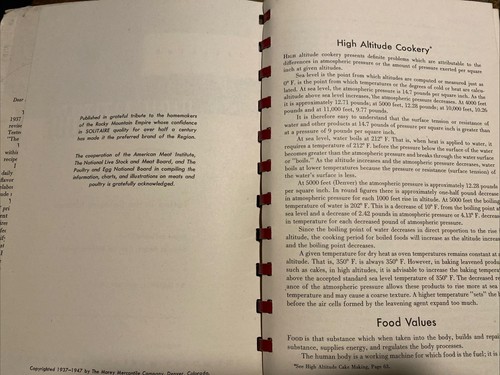 Dear
1937
"The
within
recipe
daily
flavor
Published in grateful tribute to the homemakers
of the Rocky Mountain Empire whose confidence
in SOLITAIRE quality for over half a century
has made it the preferred brand of the Region.
The cooperation of the American Meat Institute,
The National Live Stock and Meat Board, and The
Poultry and Egg National Board in compiling the
information, charts, and illustrations on meats and
poultry is gratefully acknowledged.
Copyrighted 1937-1947 by The Morey Mercantile Company, Denver, Colorado
High Altitude Cookery*
HIGH altitude cookery presents definite problems which are attributable to the
differences in atmospheric pressure or the amount of pressure exerted per square
inch at given altitudes.
Sea level is the point from which altitudes are computed or measured just as
0° F. is the point from which temperatures or the degrees of cold or heat are calcu-
lated. At sea level, the atmospheric pressure is 14.7 pounds per square inch. As the
altitude above sea level increases, the atmospheric pressure decreases. At 4000 feet
it is approximately 12.71 pounds; at 5000 feet, 12.28 pounds; at 10,000 feet, 10.26
pounds and at 11,000 feet, 9.77 pounds.
It is therefore easy to understand that the surface tension or resistance of
water and other products at 14.7 pounds of pressure per square inch is greater than
at a pressure of 9 pounds per square inch.
At sea level, water boils at 212° F. That is, when heat is applied to water, it
requires a temperature of 212° F. before the pressure below the surface of the water
becomes greater than the atmospheric pressure and breaks through the water surface
or "boils." As the altitude increases and the atmospheric pressure decreases, water
boils at lower temperatures because the pressure or resistance (surface tension) of
the water's surface is less.
At 5000 feet (Denver) the atmospheric pressure is approximately 12.28 pounds
per square inch. In round figures there is approximately one-half pound decrease
in atmospheric pressure for each 1000 feet rise in altitude. At 5000 feet the boiling
temperature of water is 202° F. This is a decrease of 10° F. from the boiling point at
sea level and a decrease of 2.42 pounds in atmospheric pressure or 4.13° F. decrease
in temperature for each decreased pound of atmospheric pressure.
Since the boiling point of water decreases in direct proportion to the rise in
altitude, the cooking period for boiled foods will increase as the altitude increases
and the boiling point decreases.
A given temperature for dry heat as oven temperatures remains constant at any
altitude. That is, 350° F. is always 350° F. However, in baking leavened products
such as cakes, in high altitudes, it is advisable to increase the baking temperature
above the accepted standard sea level temperature of 350° F. The decreased resist-
ance of the atmospheric pressure allows these products to rise more at sea
temperature and may cause a coarse texture. A higher temperature "sets" the
before the air cells formed by the leavening agent expand too much.
Food Values
FOOD is that substance which when taken into the body, builds and repairs
substance, supplies energy, and regulates the body processes.
The human body is a working machine for which food is the fuel; it is
*See High Altitude Cake Making, Page 64.